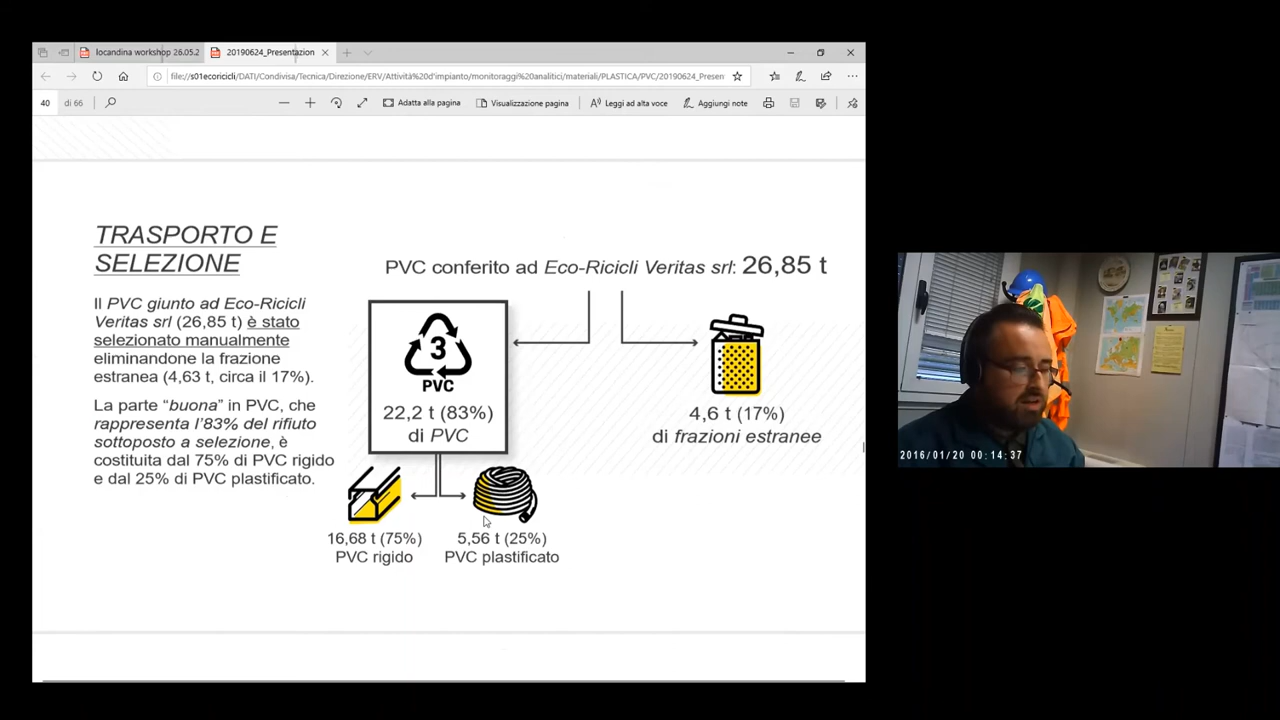 locandina workshop 26.05.2
20190624_Presentazion
file://s01ecoricicli/DATI/Condivisa/Tecnica/Direzione/ERV/Attività%20d'impianto/monitoraggi%20analitici/materiali/PLASTICA/PVC/20190624_Presen
40 di 66
Adatta alla pagina
Visualizzazione pagina
Leggi ad alta voce
Aggiungi note
TRASPORTO E
SELEZIONE
Il PVC giunto ad Eco-Ricicli
Veritas srl (26,85 t) è stato
selezionato manualmente
eliminandone la frazione
estranea (4,63 t, circa il 17%).
La parte “buona” in PVC, che
rappresenta l’83% del rifiuto
sottoposto a selezione, è
costituita dal 75% di PVC rigido
e dal 25% di PVC plastificato.
PVC conferito ad Eco-Ricicli Veritas srl: 26,85 t
3
PVC
22,2 t (83%)
di PVC
4,6 t (17%)
di frazioni estranee
16,68 t (75%)
PVC rigido
5,56 t (25%)
PVC plastificato
2016/01/20 00:14:37